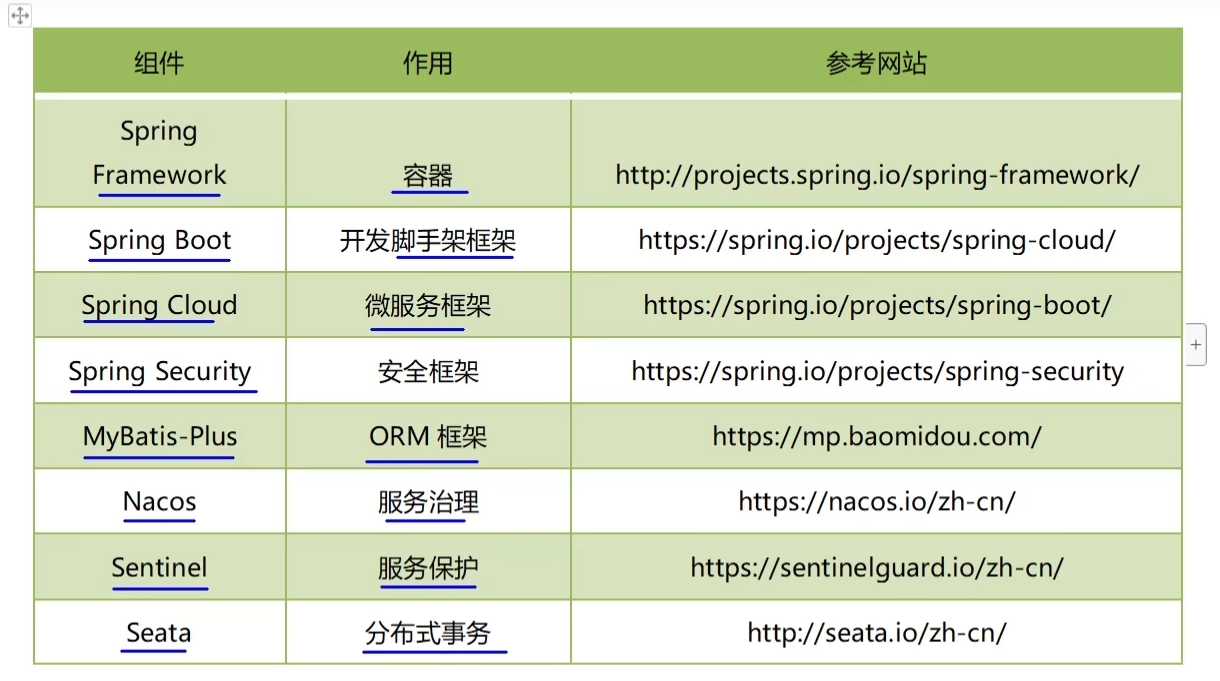 组件 作用 参考网站
Spring
Framework 容器 http://projects.spring.io/spring-framework/
Spring Boot 开发脚手架框架 https://spring.io/projects/spring-cloud/
Spring Cloud 微服务框架 https://spring.io/projects/spring-boot/
Spring Security 安全框架 https://spring.io/projects/spring-security
MyBatis-Plus ORM 框架 https://mp.baomidou.com/
Nacos 服务治理 https://nacos.io/zh-cn/
Sentinel 服务保护 https://sentinelguard.io/zh-cn/
Seata 分布式事务 http://seata.io/zh-cn/